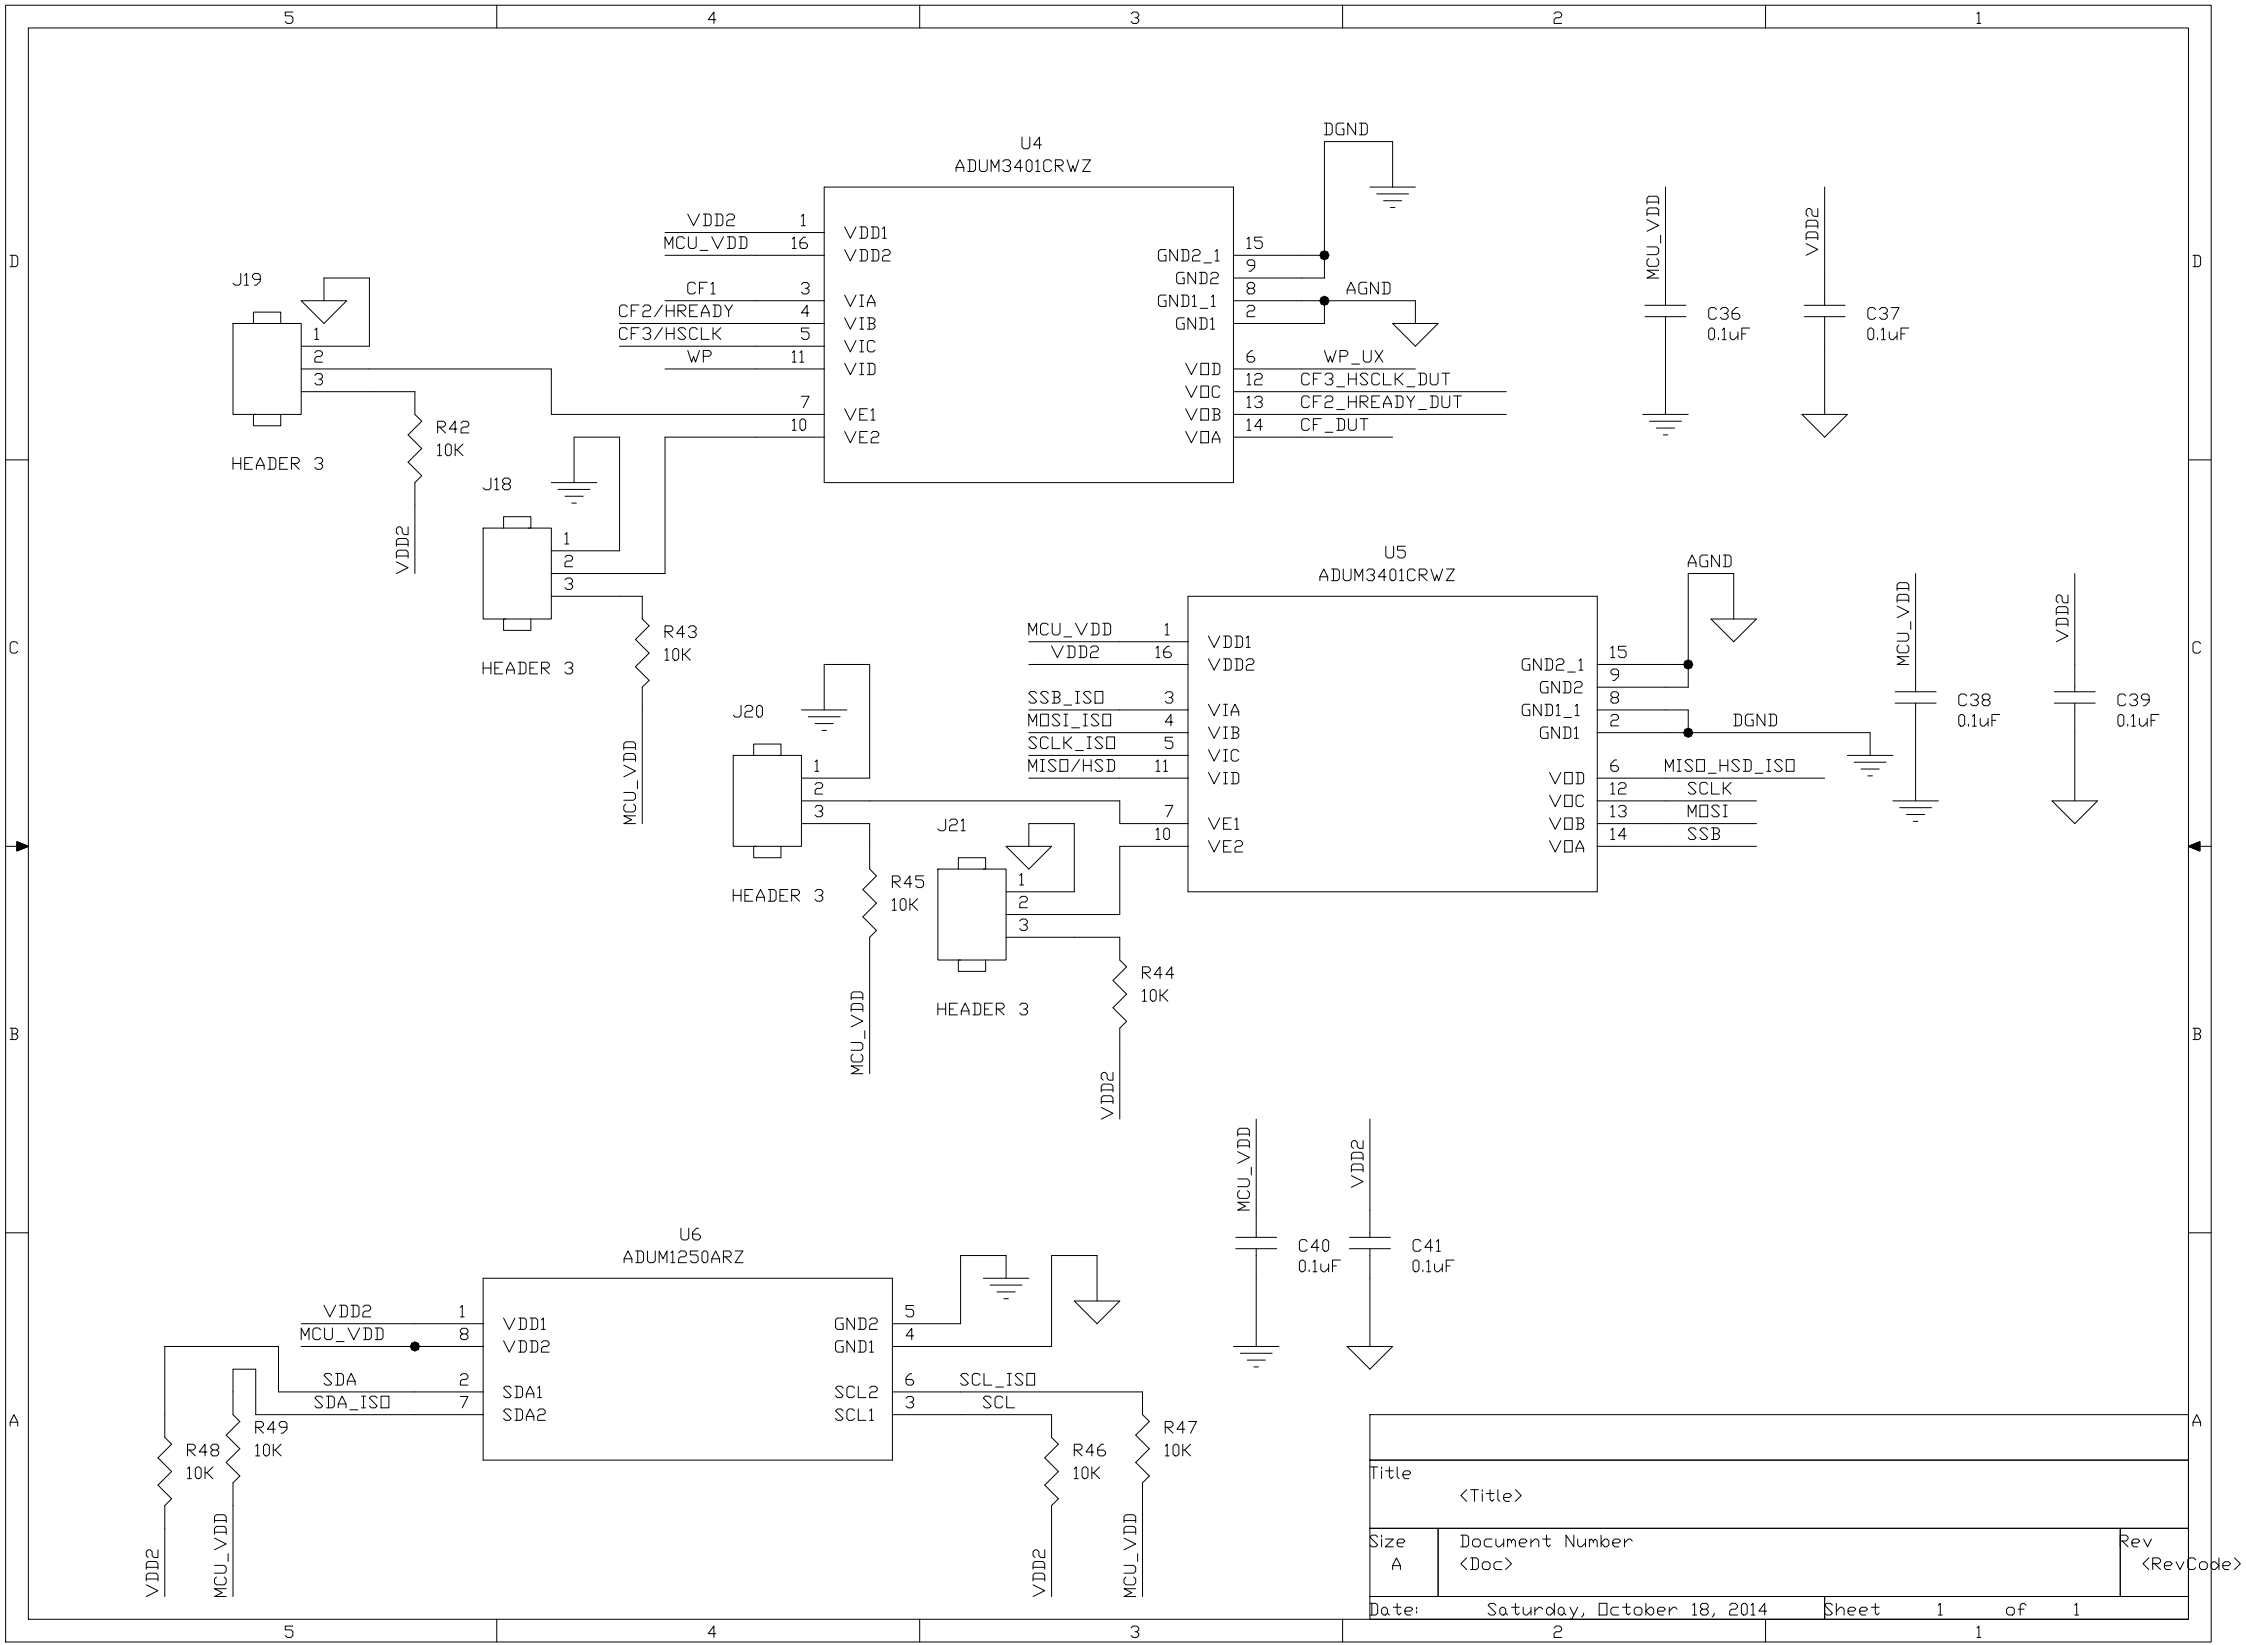 5 4 3 2 1
D D
C C
B B
A A
U4
ADUM3401CRWZ
VDD2 1 VDD1
MCU_VDD 16 VDD2
CF1 3 VIA
CF2/HREADY 4 VIB
CF3/HSCLK 5 VIC
WP 11 VID
7 VE1
10 VE2
DGND
15 GND2_1
9 GND2
8 GND1_1 AGND
2 GND1
VOD 6 WP_UX
VOC 12 CF3_HSCLK_DUT
VOB 13 CF2_HREADY_DUT
VOA 14 CF_DUT
MCU_VDD
C36
0.1uF
VDD2
C37
0.1uF
J19
1
2
3
HEADER 3
R42
10K
VDD2
J18
1
2
3
HEADER 3
R43
10K
MCU_VDD
U5
ADUM3401CRWZ
MCU_VDD 1 VDD1
VDD2 16 VDD2
SSB_ISO 3 VIA
MOSI_ISO 4 VIB
SCLK_ISO 5 VIC
MISO/HSD 11 VID
7 VE1
10 VE2
AGND
GND2_1 15
GND2 9
GND1_1 8
GND1 2 DGND
VOD 6 MISO_HSD_ISO
VOC 12 SCLK
VOB 13 MOSI
VOA 14 SSB
MCU_VDD
C38
0.1uF
VDD2
C39
0.1uF
J20
1
2
3
HEADER 3
R45
10K
MCU_VDD
J21
1
2
3
HEADER 3
R44
10K
VDD2
MCU_VDD
C40
0.1uF
VDD2
C41
0.1uF
U6
ADUM1250ARZ
VDD2 1 VDD1
MCU_VDD 8 VDD2
SDA 2 SDA1
SDA_ISO 7 SDA2
GND2 5
GND1 4
SCL2 6 SCL_ISO
SCL1 3 SCL
R48
10K
VDD2
R49
10K
MCU_VDD
R46
10K
VDD2
R47
10K
MCU_VDD
Title
<Title>
Size Document Number Rev
A <Doc> <RevCode>
Date: Saturday, October 18, 2014 Sheet 1 of 1
5 4 3 2 1